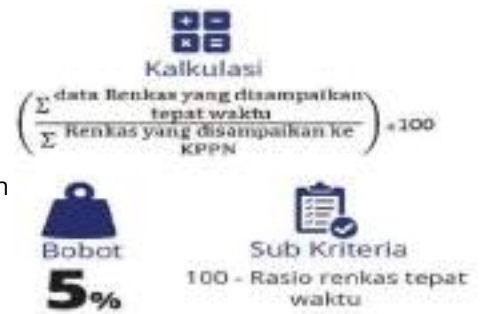 Kalkulasi
(Σ data Renkas yang disampaikan
tepat waktu
Σ Renkas yang disampaikan ke
KPPN) *100
n
Bobot
5%
Sub Kriteria
100 - Rasio renkas tepat
waktu